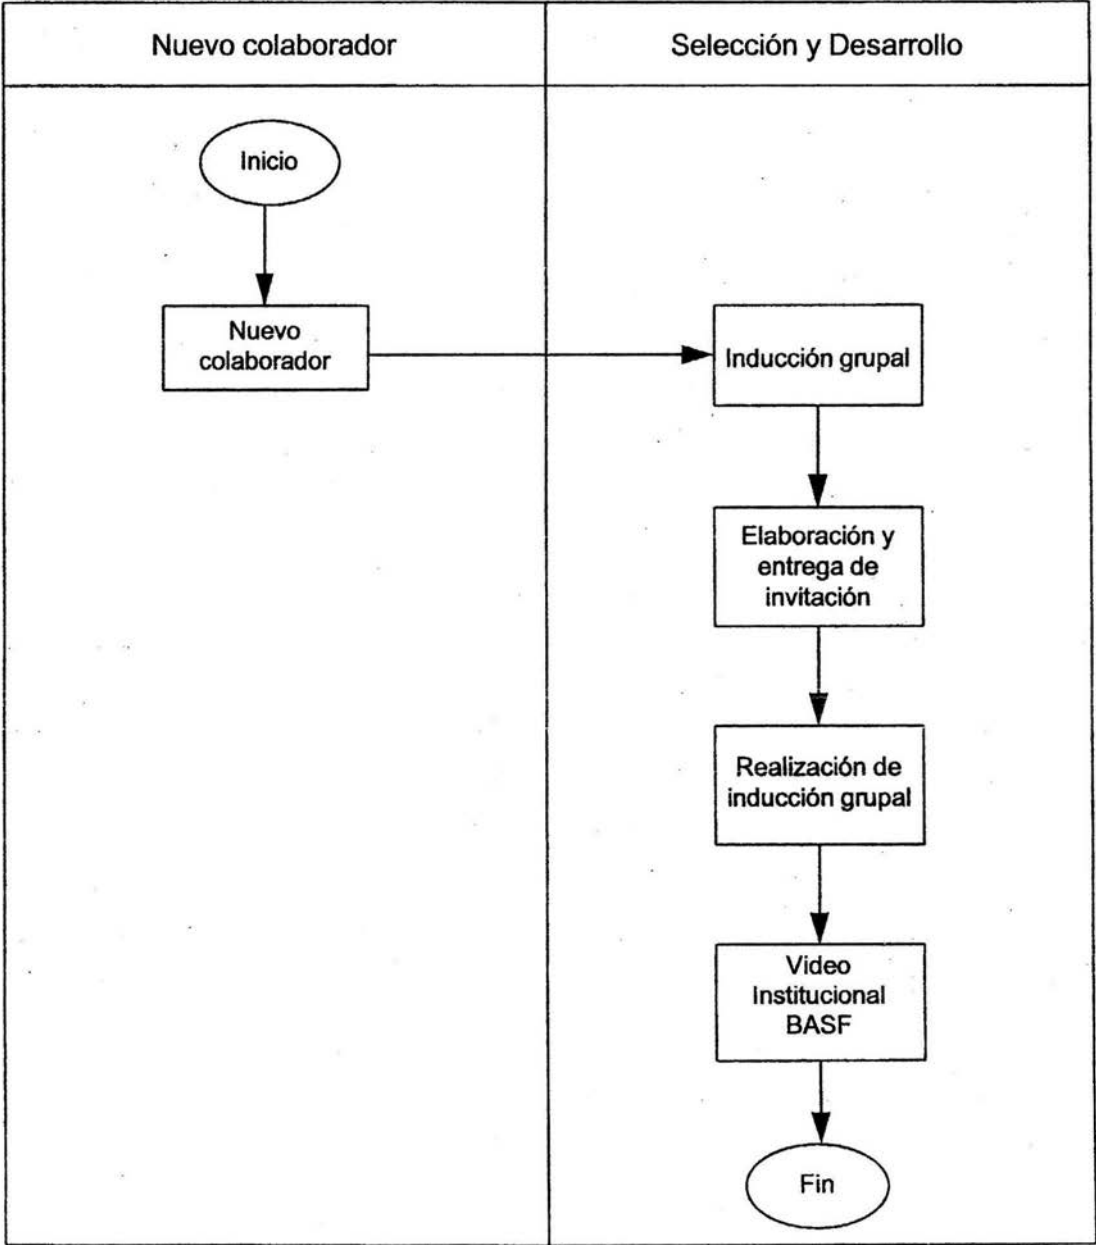 Nuevo colaborador
Selección y Desarrollo
Inicio
Nuevo
colaborador
Inducción grupal
Elaboración y
entrega de
invitación
Realización de
inducción grupal
Video
Institucional
BASF
Fin